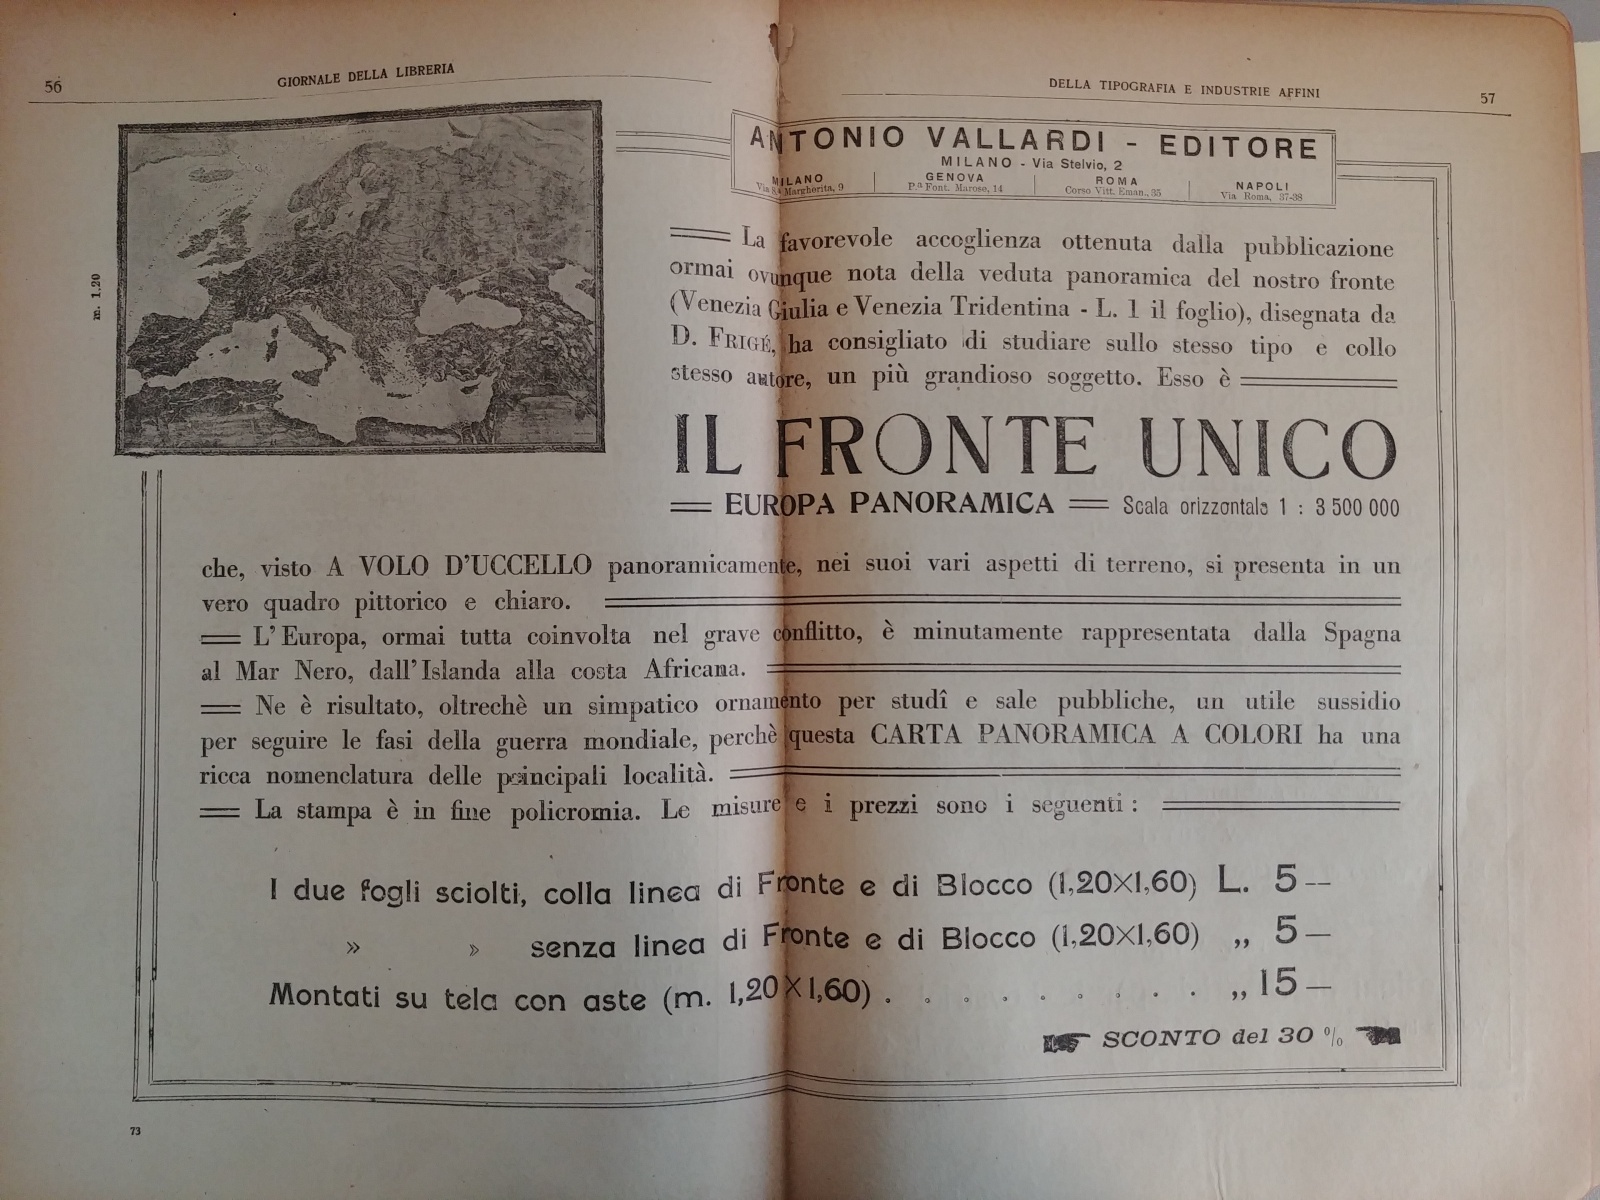 56
GIORNALE DELLA LIBRERIA
DELLA TIPOGRAFIA E INDUSTRIE AFFINI
57
m. 1.20
ANTONIO VALLARDI - EDITORE
MILANO - Via Stelvio, 2
MILANO
Via S.ta Margherita, 9
GENOVA
P.a Font. Marose, 14
ROMA
Corso Vitt. Eman., 35
NAPOLI
Via Roma, 37-38
La favorevole accoglienza ottenuta dalla pubblicazione
ormai ovunque nota della veduta panoramica del nostro fronte
(Venezia Giulia e Venezia Tridentina - L. 1 il foglio), disegnata da
D. FRIGÉ, ha consigliato di studiare sullo stesso tipo e collo
stesso autore, un più grandioso soggetto. Esso è
IL FRONTE UNICO
EUROPA PANORAMICA Scala orizzontale 1 : 3 500 000
che, visto A VOLO D'UCCELLO panoramicamente, nei suoi vari aspetti di terreno, si presenta in un
vero quadro pittorico e chiaro.
L'Europa, ormai tutta coinvolta nel grave conflitto, è minutamente rappresentata dalla Spagna
al Mar Nero, dall'Islanda alla costa Africana.
Ne è risultato, oltrechè un simpatico ornamento per studî e sale pubbliche, un utile sussidio
per seguire le fasi della guerra mondiale, perchè questa CARTA PANORAMICA A COLORI ha una
ricca nomenclatura delle principali località.
La stampa è in fine policromia. Le misure e i prezzi sono i seguenti :
I due fogli sciolti, colla linea di Fronte e di Blocco (1,20×1,60) L. 5 —
» » senza linea di Fronte e di Blocco (1,20×1,60) „ 5 —
Montati su tela con aste (m. 1,20×1,60) . . . . . . . . . „ 15 —
SCONTO del 30 %
73